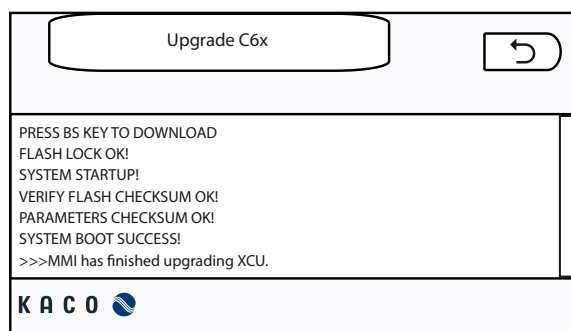 Upgrade C6x
PRESS BS KEY TO DOWNLOAD
FLASH LOCK OK!
SYSTEM STARTUP!
VERIFY FLASH CHECKSUM OK!
PARAMETERS CHECKSUM OK!
SYSTEM BOOT SUCCESS!
>>>MMI has finished upgrading XCU.
KACO